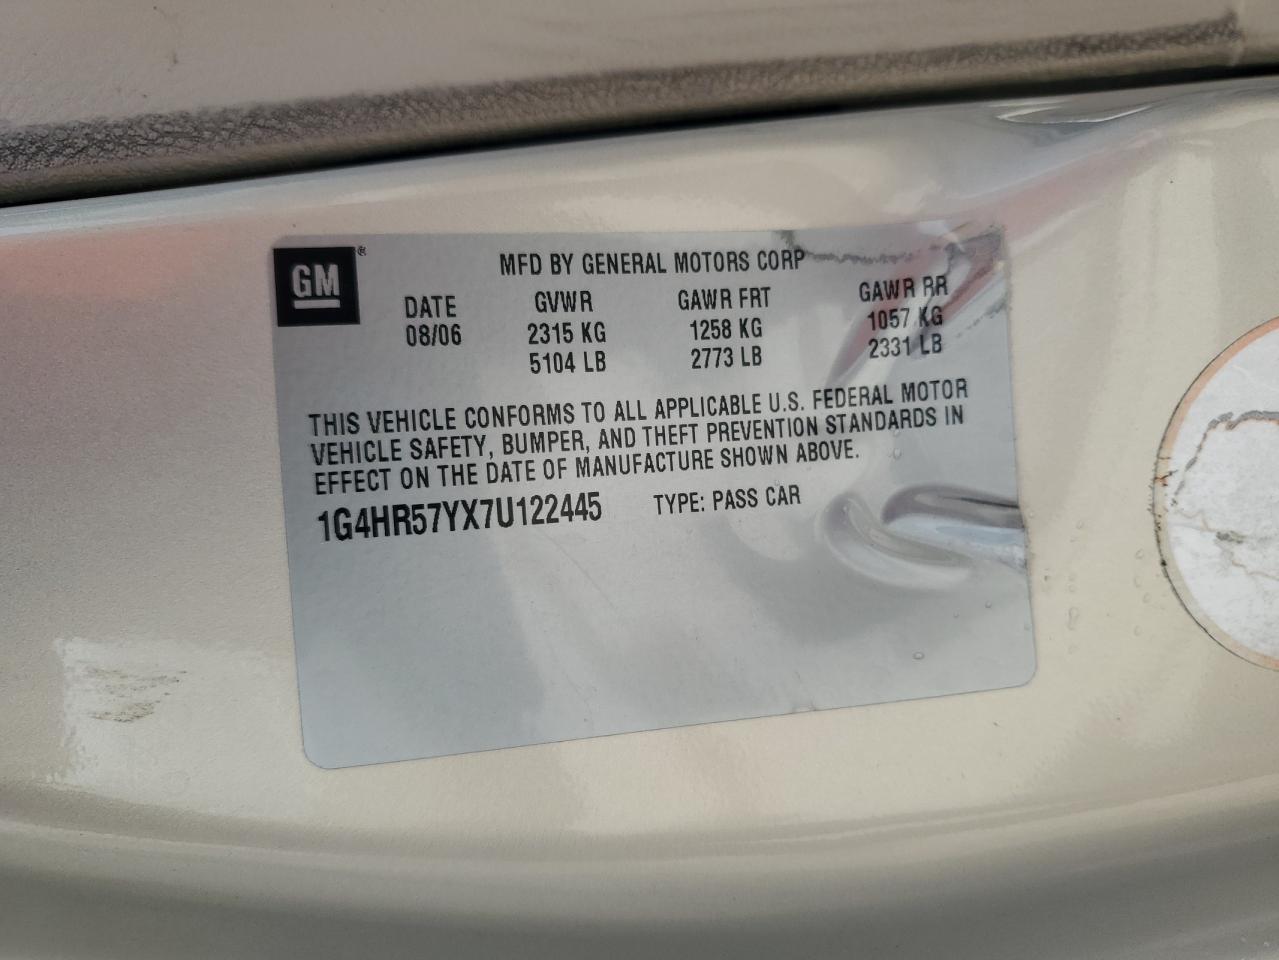 GM®
MFD BY GENERAL MOTORS CORP
DATE GVWR GAWR FRT GAWR RR
08/06 2315 KG 1258 KG 1057 KG
5104 LB 2773 LB 2331 LB
THIS VEHICLE CONFORMS TO ALL APPLICABLE U.S. FEDERAL MOTOR
VEHICLE SAFETY, BUMPER, AND THEFT PREVENTION STANDARDS IN
EFFECT ON THE DATE OF MANUFACTURE SHOWN ABOVE.
1G4HR57YX7U122445 TYPE: PASS CAR